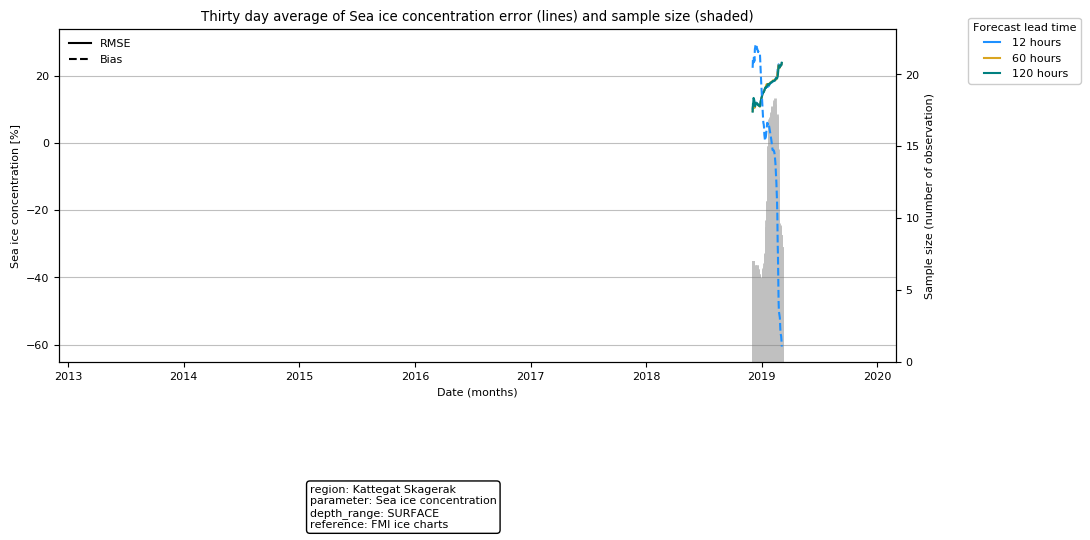 Thirty day average of Sea ice concentration error (lines) and sample size (shaded)
RMSE
Bias
Forecast lead time
12 hours
60 hours
120 hours
Sea ice concentration [%]
20
0
−20
−40
−60
20
15
10
5
0
Sample size (number of observation)
2013 2014 2015 2016 2017 2018 2019 2020
Date (months)
region: Kattegat Skagerak
parameter: Sea ice concentration
depth_range: SURFACE
reference: FMI ice charts